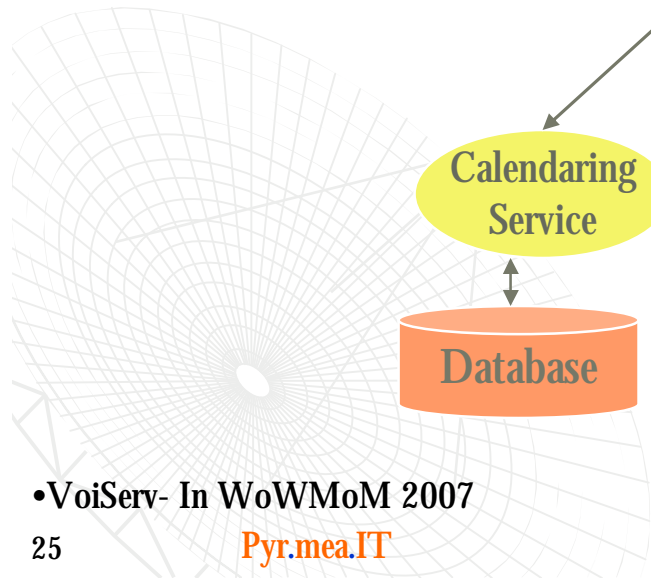 Calendaring
Service
Database
•VoiServ- In WoWMoM 2007
25 Pyr.mea.IT